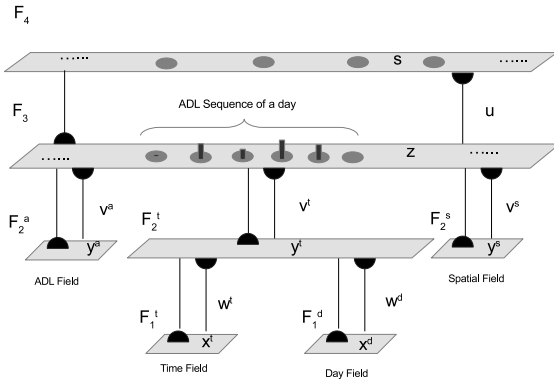 F₄
...... s ......
F₃
ADL Sequence of a day
u
...... z ......
F₂ᵃ vᵃ F₂ᵗ vᵗ F₂ˢ vˢ
yᵃ yᵗ yˢ
ADL Field Spatial Field
F₁ᵗ wᵗ F₁ᵈ wᵈ
xᵗ xᵈ
Time Field Day Field